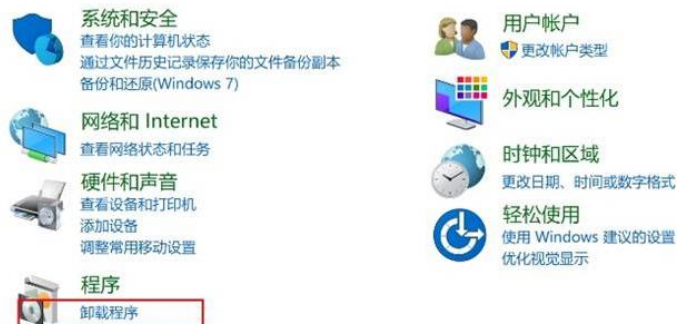 系统和安全
查看你的计算机状态
通过文件历史记录保存你的文件备份副本
备份和还原(Windows 7)
网络和 Internet
查看网络状态和任务
硬件和声音
查看设备和打印机
添加设备
调整常用移动设置
程序
卸载程序
用户帐户
更改帐户类型
外观和个性化
时钟和区域
更改日期、时间或数字格式
轻松使用
使用 Windows 建议的设置
优化视觉显示